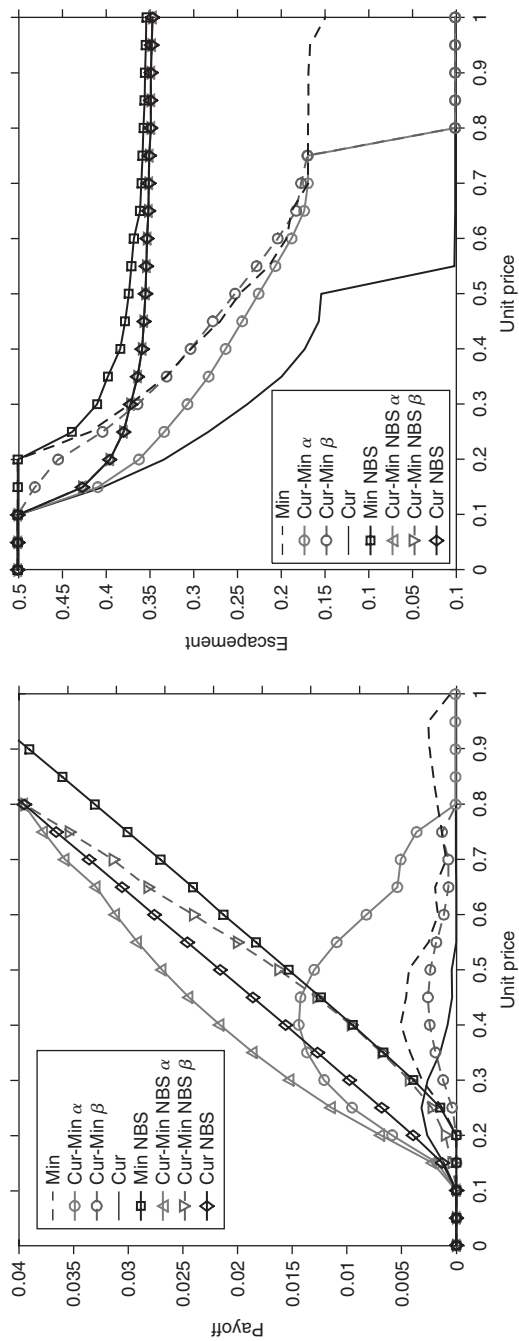 0.04
0.035
0.03
0.025
0.02
0.015
0.01
0.005
0
Payoff
Min
Cur-Min α
Cur-Min β
Cur
Min NBS
Cur-Min NBS α
Cur-Min NBS β
Cur NBS
0 0.1 0.2 0.3 0.4 0.5 0.6 0.7 0.8 0.9 1
Unit price
0.5
0.45
0.4
0.35
0.3
0.25
0.2
0.15
0.1
Escapement
Min
Cur-Min α
Cur-Min β
Cur
Min NBS
Cur-Min NBS α
Cur-Min NBS β
Cur NBS
0 0.1 0.2 0.3 0.4 0.5 0.6 0.7 0.8 0.9 1
Unit price